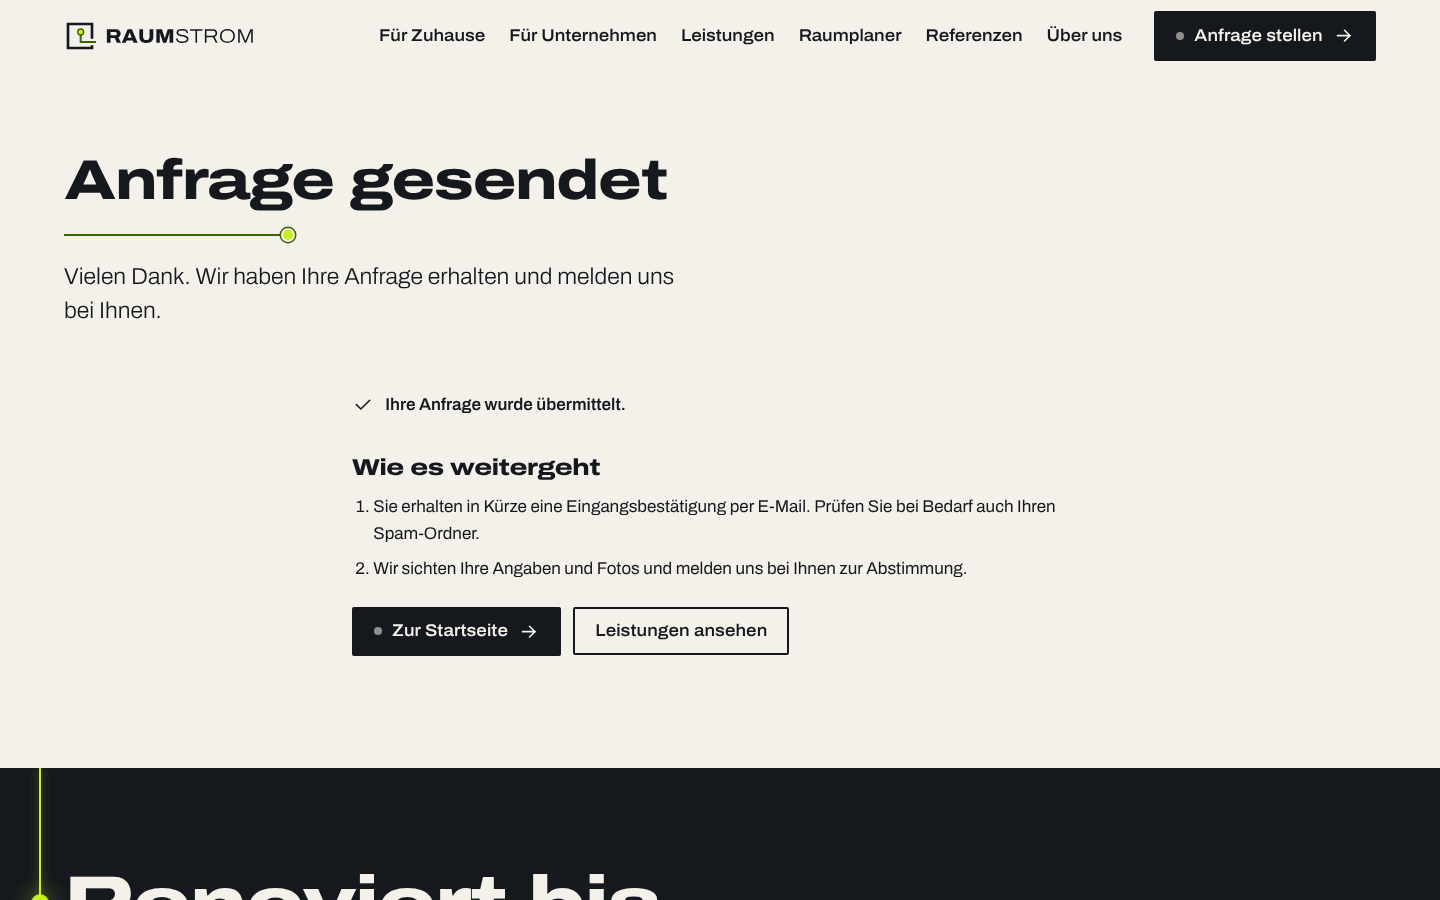 RAUMSTROM
Für Zuhause
Für Unternehmen
Leistungen
Raumplaner
Referenzen
Über uns
Anfrage stellen
Anfrage gesendet
Vielen Dank. Wir haben Ihre Anfrage erhalten und melden uns
bei Ihnen.
Ihre Anfrage wurde übermittelt.
Wie es weitergeht
1. Sie erhalten in Kürze eine Eingangsbestätigung per E-Mail. Prüfen Sie bei Bedarf auch Ihren
Spam-Ordner.
2. Wir sichten Ihre Angaben und Fotos und melden uns bei Ihnen zur Abstimmung.
Zur Startseite
Leistungen ansehen
Renoviert bis